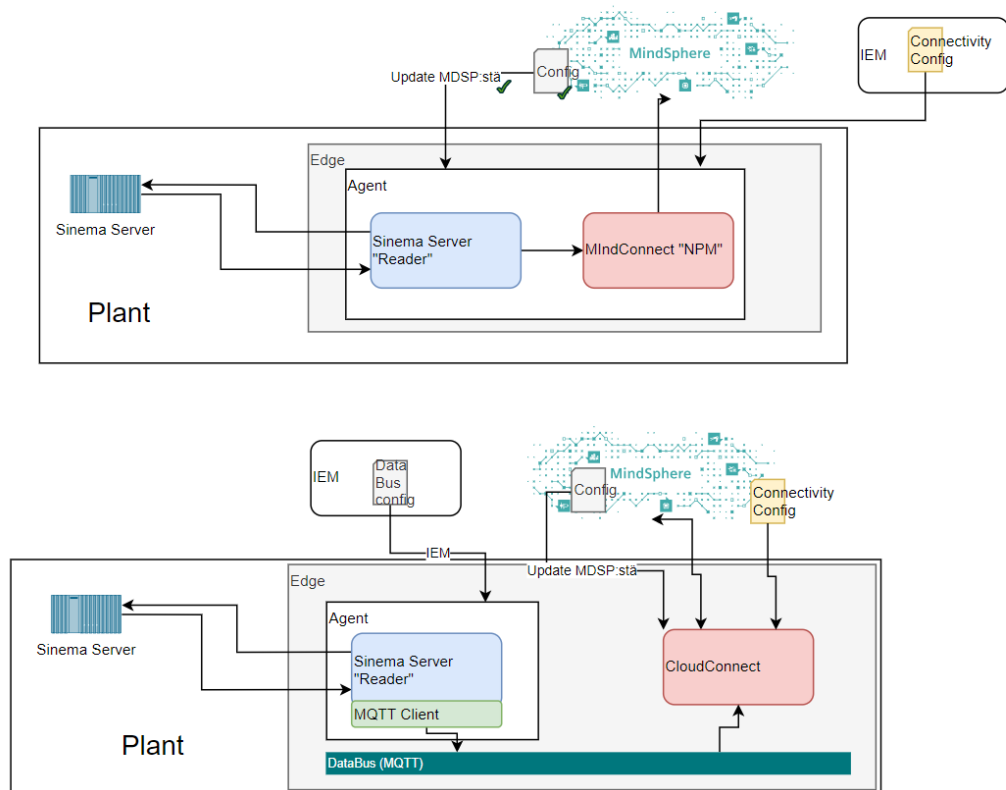 MindSphere
Config
Update MDSP:stä
IEM
Connectivity
Config
Edge
Agent
Sinema Server
Sinema Server
"Reader"
MIndConnect "NPM"
Plant
IEM
Data
Bus
config
MindSphere
Config
Connectivity
Config
IEM
Update MDSP:stä
Edge
Agent
Sinema Server
Sinema Server
"Reader"
MQTT Client
CloudConnect
Plant
DataBus (MQTT)